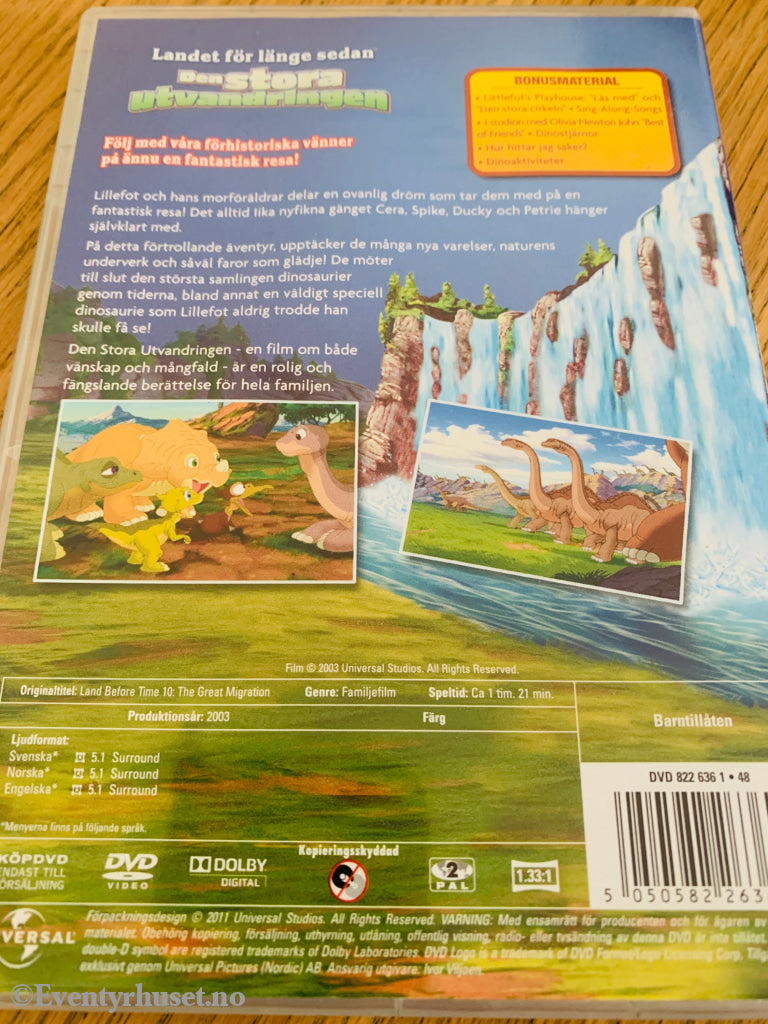 Landet för länge sedan
Den stora
utvandringen
Följ med våra förhistoriska vänner
på ännu en fantastisk resa!
BONUSMATERIAL
• Littlefot's Playhouse: "Läs med" och
"Den stora cirkeln" • Sing-Along-Songs
• I studion med Olivia Newton John "Best
of friends" • Dinostjärnor
• Hur hittar jag saker?
• Dinoaktiviteter
Lillefot och hans morföräldrar delar en ovanlig dröm som tar dem med på en
fantastisk resa! Det alltid lika nyfikna gänget Cera, Spike, Ducky och Petrie hänger
självklart med.
På detta förtrollande äventyr, upptäcker de många nya varelser, naturens
underverk och såväl faror som glädje! De möter
till slut den största samlingen dinosaurier
genom tiderna, bland annat en väldigt speciell
dinosaurie som Lillefot aldrig trodde han
skulle få se!
Den Stora Utvandringen - en film om både
vänskap och mångfald - är en rolig och
fängslande berättelse för hela familjen.
Film © 2003 Universal Studios. All Rights Reserved.
Originaltitel: Land Before Time 10: The Great Migration Genre: Familjefilm Speltid: Ca 1 tim. 21 min.
Produktionsår: 2003 Färg
Barntillåten
Ljudformat:
Svenska* 5.1 Surround
Norska* 5.1 Surround
Engelska* 5.1 Surround
*Menyerna finns på följande språk.
DVD 822 636 1 • 48
5 050582 263
KÖPDVD
ENDAST TILL
FÖRSÄLJNING
DVD
VIDEO
DOLBY
DIGITAL
Kopieringsskyddad
2
PAL
1.33:1
VERSAL
Förpackningsdesign © 2011 Universal Studios. All Rights Reserved. VARNING: Med ensamrätt för producenten och för ägaren av
materialet. Obehörig kopiering, försäljning, uthyrning, utlåning, offentlig visning, radio- eller tvsändning av denna DVD är inte tillåtet.
double-D symbol are registered trademarks of Dolby Laboratories. DVD Logo is a trademark of DVD Format/Logo Licensing Corp. Tillg
exklusivt genom Universal Pictures (Nordic) AB. Ansvarig utgivare: Ivor Viljoen.
©Eventyrhuset.no